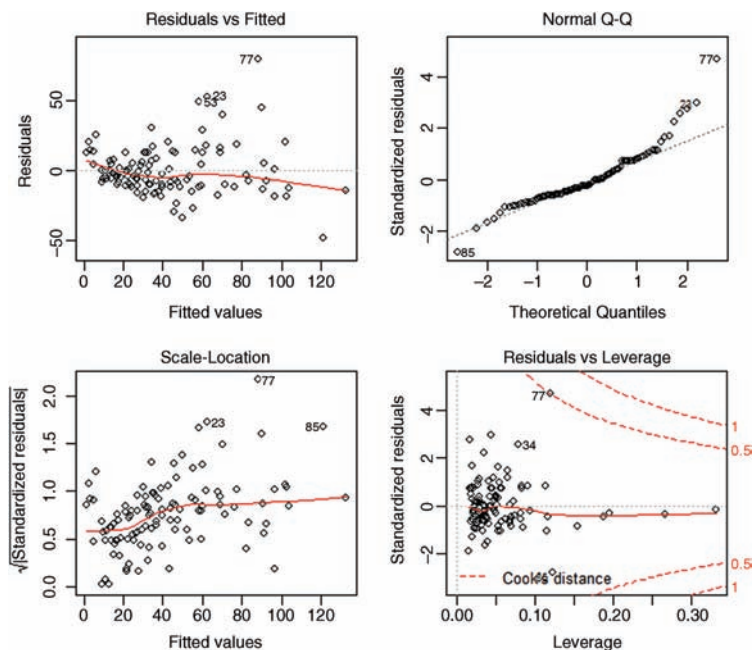 Residuals vs Fitted
Residuals
50
0
−50
77
23
53
0 20 40 60 80 100 120
Fitted values
Normal Q-Q
Standardized residuals
4
2
0
−2
77
85
−2 −1 0 1 2
Theoretical Quantiles
Scale-Location
√|Standardized residuals|
2.0
1.5
1.0
0.5
0.0
77
23
85
0 20 40 60 80 100 120
Fitted values
Residuals vs Leverage
Standardized residuals
4
2
0
−2
77
34
1
0.5
0.5
1
Cook's distance
0.00 0.10 0.20 0.30
Leverage